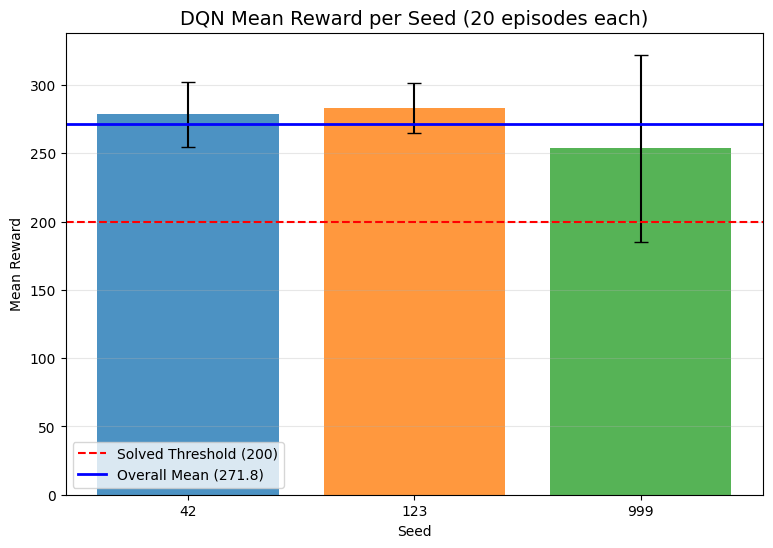 DQN Mean Reward per Seed (20 episodes each)
Mean Reward
300
250
200
150
100
50
0
Solved Threshold (200)
Overall Mean (271.8)
42 123 999
Seed